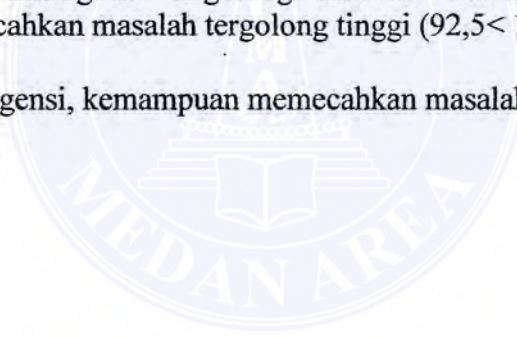 cahkan masalah tergolong tinggi (92,5<
gensi, kemampuan memecahkan masalah
MEDAN AREA